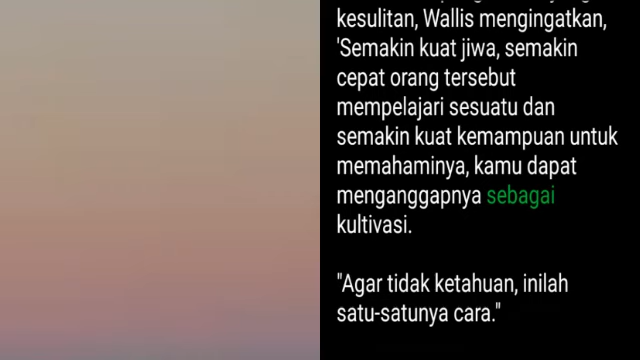 kesulitan, Wallis mengingatkan,
'Semakin kuat jiwa, semakin
cepat orang tersebut
mempelajari sesuatu dan
semakin kuat kemampuan untuk
memahaminya, kamu dapat
menganggapnya sebagai
kultivasi.
"Agar tidak ketahuan, inilah
satu-satunya cara."